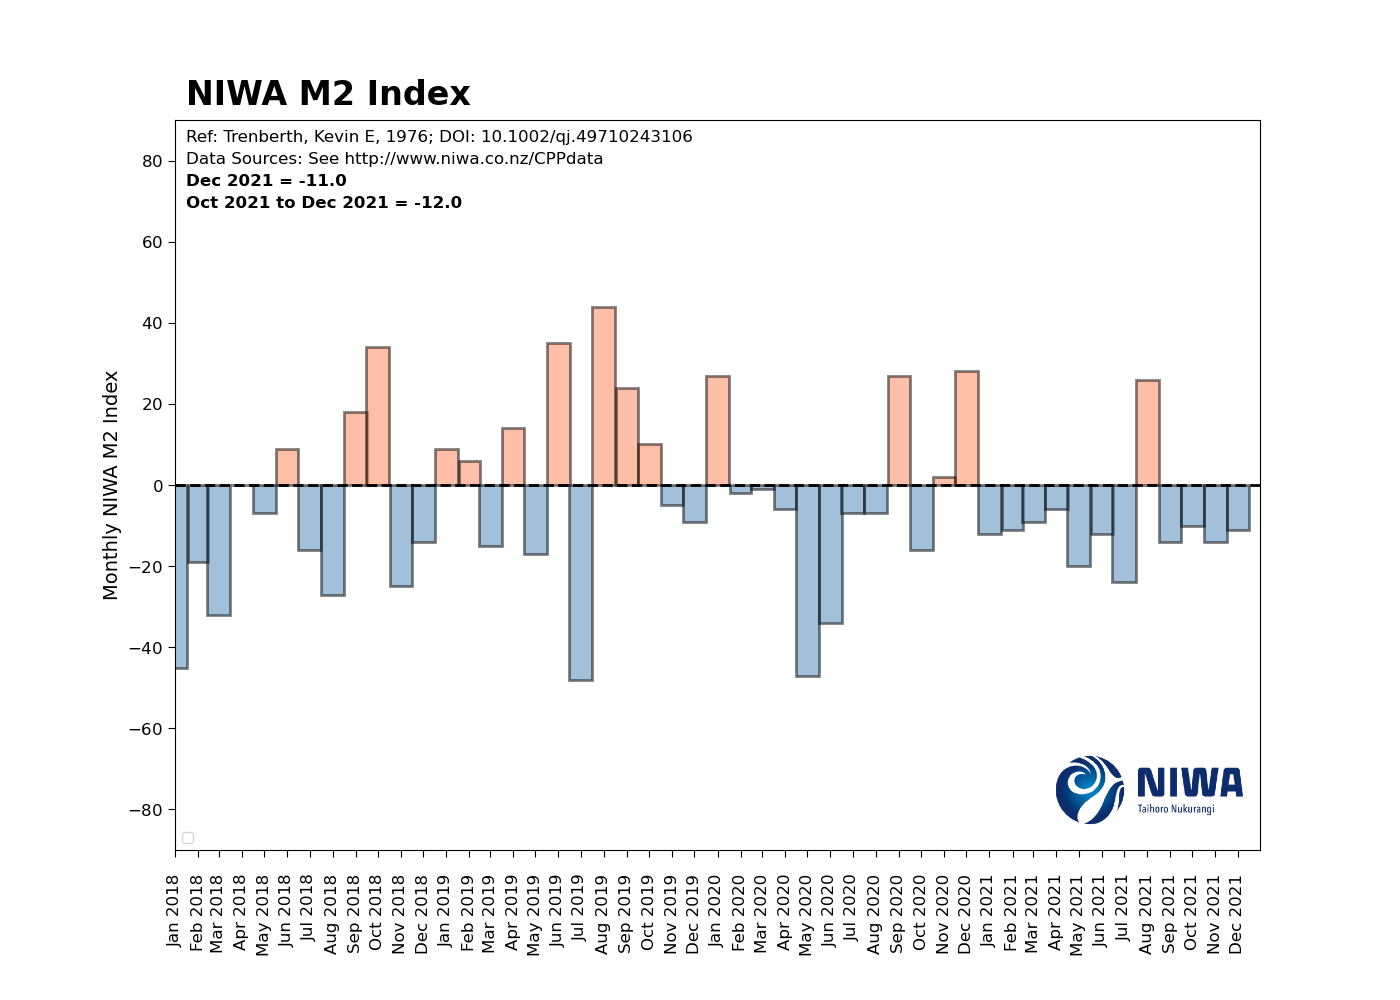 NIWA M2 Index
Ref: Trenberth, Kevin E, 1976; DOI: 10.1002/qj.49710243106
Data Sources: See http://www.niwa.co.nz/CPPdata
Dec 2021 = -11.0
Oct 2021 to Dec 2021 = -12.0
Monthly NIWA M2 Index
80
60
40
20
0
−20
−40
−60
−80
NIWA
Taihoro Nukurangi
Jan 2018
Feb 2018
Mar 2018
Apr 2018
May 2018
Jun 2018
Jul 2018
Aug 2018
Sep 2018
Oct 2018
Nov 2018
Dec 2018
Jan 2019
Feb 2019
Mar 2019
Apr 2019
May 2019
Jun 2019
Jul 2019
Aug 2019
Sep 2019
Oct 2019
Nov 2019
Dec 2019
Jan 2020
Feb 2020
Mar 2020
Apr 2020
May 2020
Jun 2020
Jul 2020
Aug 2020
Sep 2020
Oct 2020
Nov 2020
Dec 2020
Jan 2021
Feb 2021
Mar 2021
Apr 2021
May 2021
Jun 2021
Jul 2021
Aug 2021
Sep 2021
Oct 2021
Nov 2021
Dec 2021